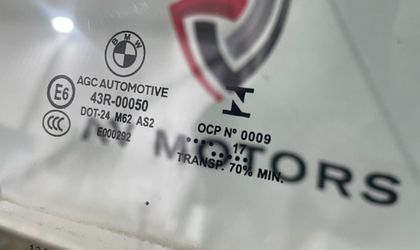 BMW
AGC AUTOMOTIVE
E6 43R-00050
DOT-24 M62 AS2
CCC E000292
OCP Nº 0009
17
TRANSP. 70% MIN.
MOTORS